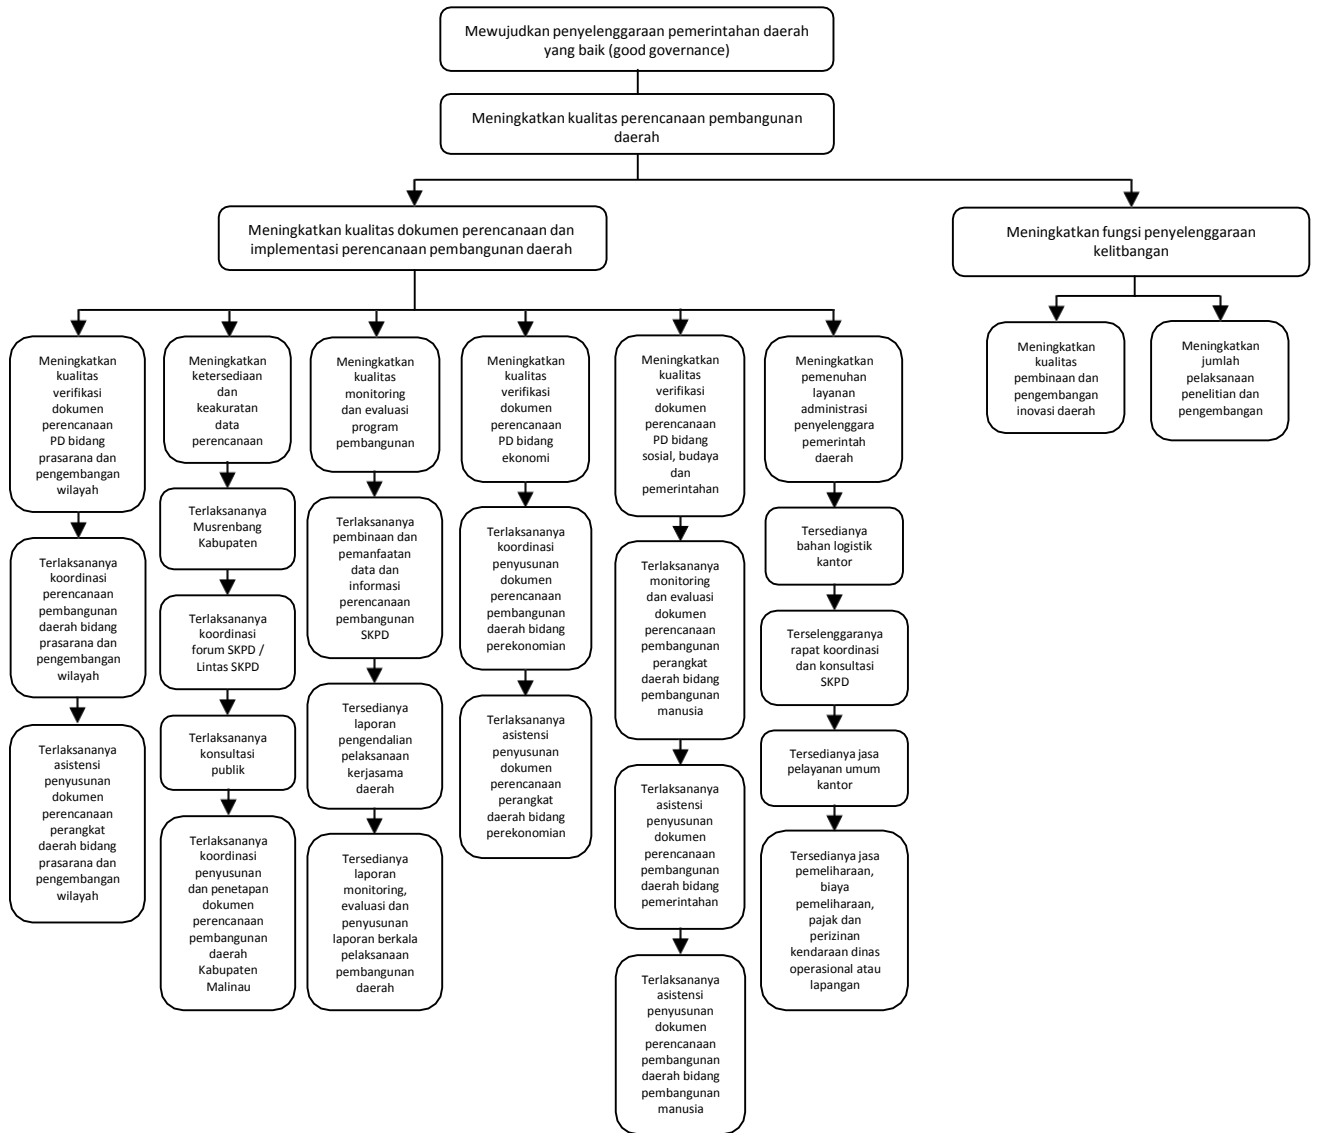 Mewujudkan penyelenggaraan pemerintahan daerah
yang baik (good governance)
Meningkatkan kualitas perencanaan pembangunan
daerah
Meningkatkan kualitas dokumen perencanaan dan
implementasi perencanaan pembangunan daerah
Meningkatkan fungsi penyelenggaraan
kelitbangan
Meningkatkan
kualitas
verifikasi
dokumen
perencanaan
PD bidang
prasarana dan
pengembangan
wilayah
Terlaksananya
koordinasi
perencanaan
pembangunan
daerah bidang
prasarana dan
pengembangan
wilayah
Terlaksananya
asistensi
penyusunan
dokumen
perencanaan
perangkat
daerah bidang
prasarana dan
pengembangan
wilayah
Meningkatkan
ketersediaan
dan
keakuratan
data
perencanaan
Terlaksananya
Musrenbang
Kabupaten
Terlaksananya
koordinasi
forum SKPD /
Lintas SKPD
Terlaksananya
konsultasi
publik
Terlaksananya
koordinasi
penyusunan
dan penetapan
dokumen
perencanaan
pembangunan
daerah
Kabupaten
Malinau
Meningkatkan
kualitas
monitoring
dan evaluasi
program
pembangunan
Terlaksananya
pembinaan dan
pemanfaatan
data dan
informasi
perencanaan
pembangunan
SKPD
Tersedianya
laporan
pengendalian
pelaksanaan
kerjasama
daerah
Tersedianya
laporan
monitoring,
evaluasi dan
penyusunan
laporan berkala
pelaksanaan
pembangunan
daerah
Meningkatkan
kualitas
verifikasi
dokumen
perencanaan
PD bidang
ekonomi
Terlaksananya
koordinasi
penyusunan
dokumen
perencanaan
pembangunan
daerah bidang
perekonomian
Terlaksananya
asistensi
penyusunan
dokumen
perencanaan
perangkat
daerah bidang
perekonomian
Meningkatkan
kualitas
verifikasi
dokumen
perencanaan
PD bidang
sosial, budaya
dan
pemerintahan
Terlaksananya
monitoring
dan evaluasi
dokumen
perencanaan
pembangunan
perangkat
daerah bidang
pembangunan
manusia
Terlaksananya
asistensi
penyusunan
dokumen
perencanaan
pembangunan
daerah bidang
pemerintahan
Terlaksananya
asistensi
penyusunan
dokumen
perencanaan
pembangunan
daerah bidang
pembangunan
manusia
Meningkatkan
pemenuhan
layanan
administrasi
penyelenggara
pemerintah
daerah
Tersedianya
bahan logistik
kantor
Terselenggaranya
rapat koordinasi
dan konsultasi
SKPD
Tersedianya jasa
pelayanan umum
kantor
Tersedianya jasa
pemeliharaan,
biaya
pemeliharaan,
pajak dan
perizinan
kendaraan dinas
operasional atau
lapangan
Meningkatkan
kualitas
pembinaan dan
pengembangan
inovasi daerah
Meningkatkan
jumlah
pelaksanaan
penelitian dan
pengembangan